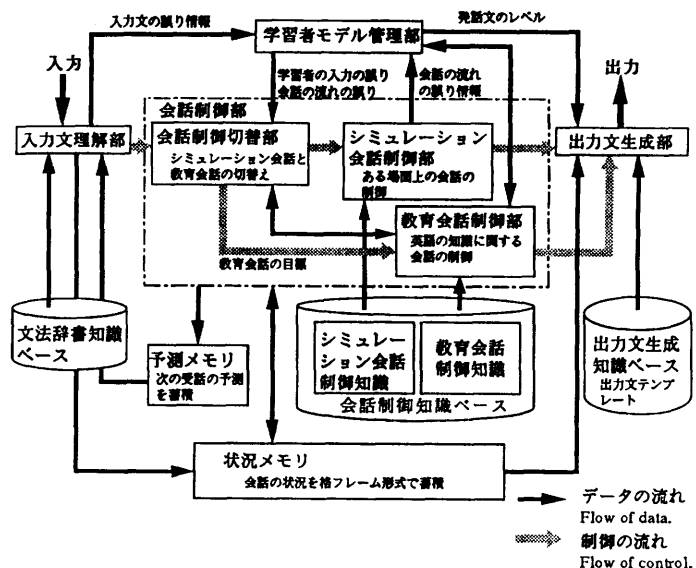 入力文の誤り情報
学習者モデル管理部
発話文のレベル
入力
学習者の入力の誤り
会話の流れの誤り
会話の流れ
の誤り情報
出力
会話制御部
入力文理解部
会話制御切替部
シミュレーション会話と
教育会話の切替え
シミュレーション
会話制御部
ある場面上の会話の
制御
出力文生成部
教育会話制御部
英語の知識に関する
会話の制御
教育会話の目標
文法辞書知識
ベース
予測メモリ
次の受話の予測
を蓄積
シミュレー
ション会話
制御知識
教育会話
制御知識
会話制御知識ベース
出力文生成
知識ベース
出力文テンプ
レート
状況メモリ
会話の状況を格フレーム形式で蓄積
データの流れ
Flow of data.
制御の流れ
Flow of control.